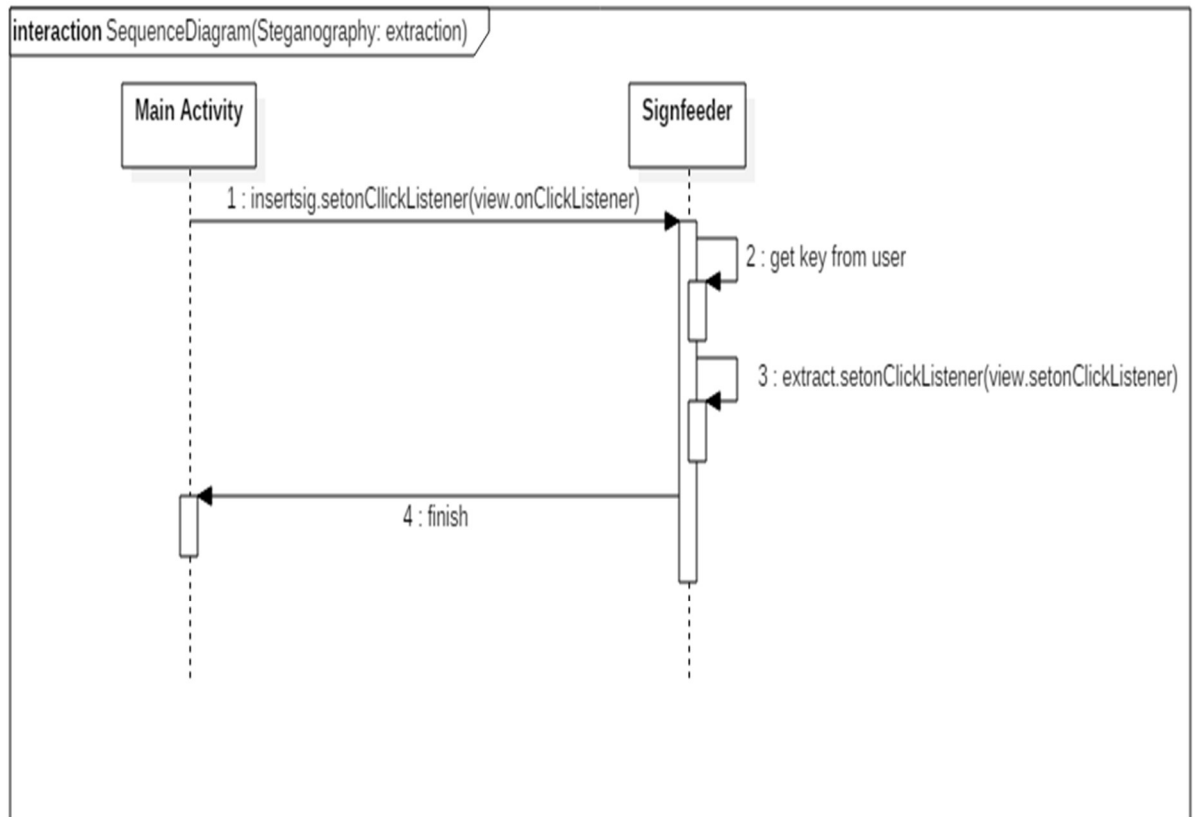 interaction SequenceDiagram(Steganography: extraction)
Main Activity
Signfeeder
1 : insertsig.setonCllickListener(view.onClickListener)
2 : get key from user
3 : extract.setonClickListener(view.setonClickListener)
4 : finish